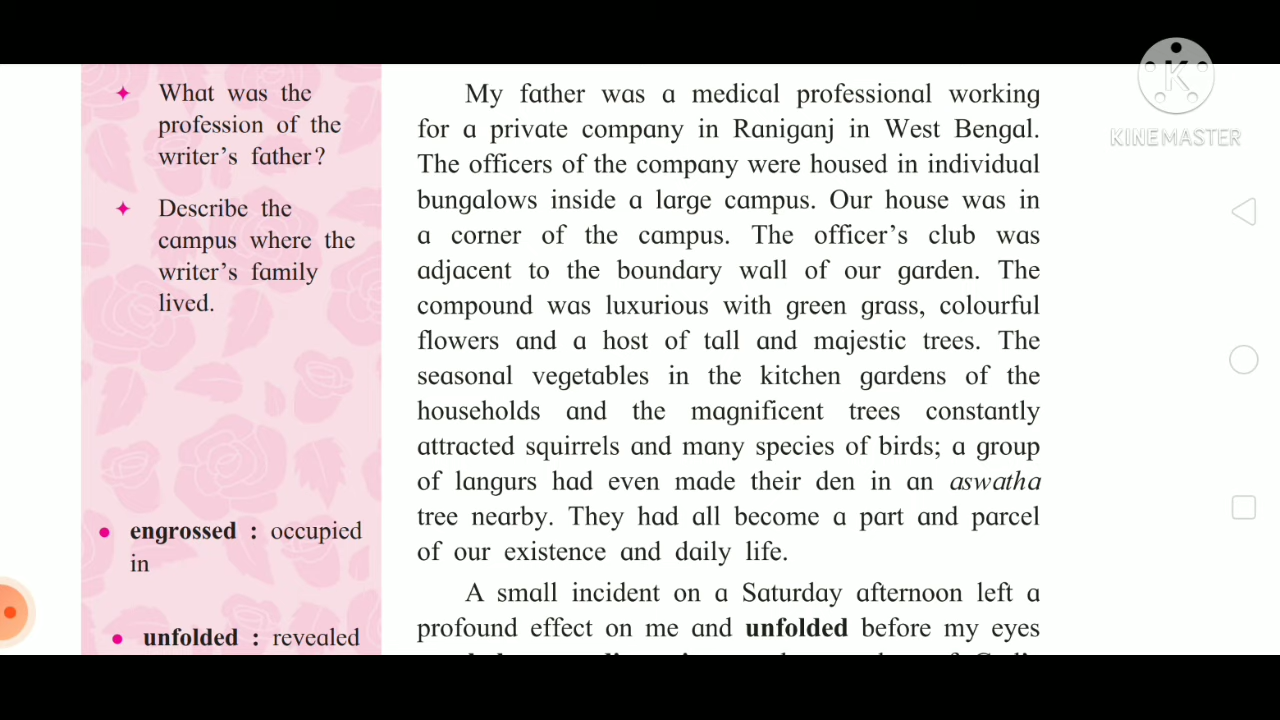 What was the
profession of the
writer's father?
Describe the
campus where the
writer's family
lived.
engrossed : occupied
in
unfolded : revealed
My father was a medical professional working
for a private company in Raniganj in West Bengal.
The officers of the company were housed in individual
bungalows inside a large campus. Our house was in
a corner of the campus. The officer's club was
adjacent to the boundary wall of our garden. The
compound was luxurious with green grass, colourful
flowers and a host of tall and majestic trees. The
seasonal vegetables in the kitchen gardens of the
households and the magnificent trees constantly
attracted squirrels and many species of birds; a group
of langurs had even made their den in an aswatha
tree nearby. They had all become a part and parcel
of our existence and daily life.
A small incident on a Saturday afternoon left a
profound effect on me and unfolded before my eyes
K
KINEMASTER